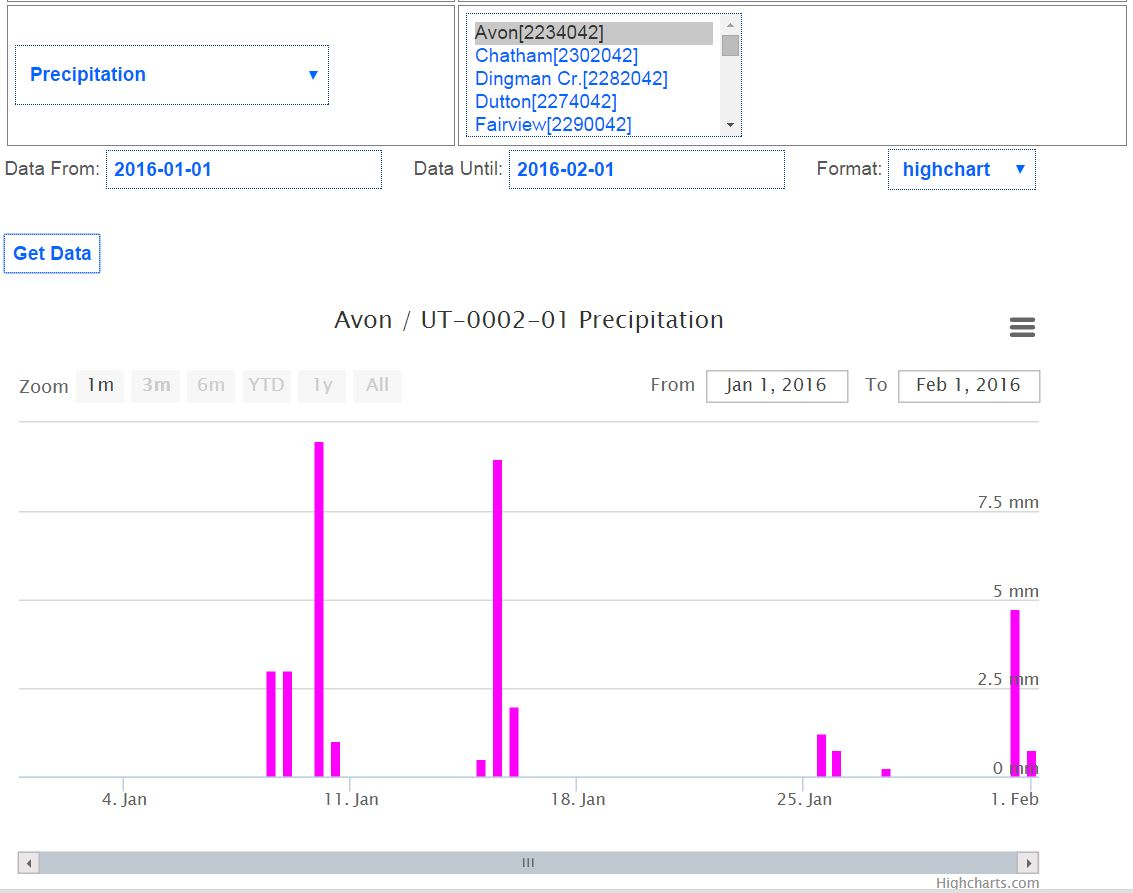 Precipitation
Avon[2234042]
Chatham[2302042]
Dingman Cr.[2282042]
Dutton[2274042]
Fairview[2290042]
Data From: 2016-01-01 Data Until: 2016-02-01 Format: highchart
Get Data
Avon / UT-0002-01 Precipitation
Zoom 1m 3m 6m YTD 1y All From Jan 1, 2016 To Feb 1, 2016
7.5 mm
5 mm
2.5 mm
0 mm
4. Jan 11. Jan 18. Jan 25. Jan 1. Feb
Highcharts.com